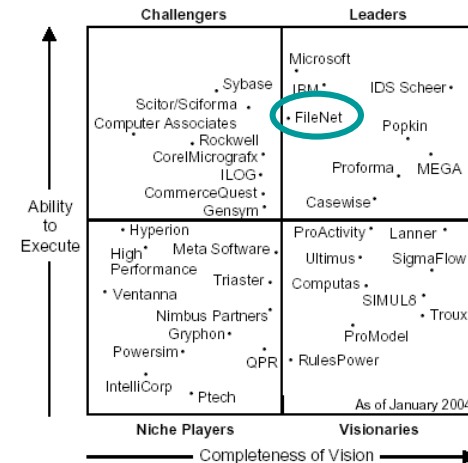 Challengers
Leaders
Microsoft
Sybase
IBM
IDS Scheer
Scitor/Sciforma
FileNet
Computer Associates
Popkin
Rockwell
CorelMicrografx
Proforma
MEGA
ILOG
CommerceQuest
Casewise
Gensym
Ability
to
Execute
Hyperion
ProActivity
Lanner
High
Performance
Meta Software
Ultimus
SigmaFlow
Triaster
Computas
Ventanna
SIMUL8
Nimbus Partners
Troux
Gryphon
ProModel
Powersim
QPR
RulesPower
IntelliCorp
Ptech
As of January 2004
Niche Players
Visionaries
Completeness of Vision